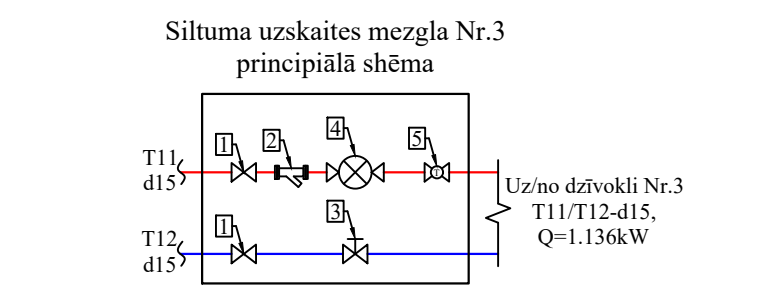 Siltuma uzskaites mezgla Nr.3
principiālā shēma
1
2
4
5
T11
d15
Uz/no dzīvokli Nr.3
T11/T12-d15,
Q=1.136kW
1
3
T12
d15
T